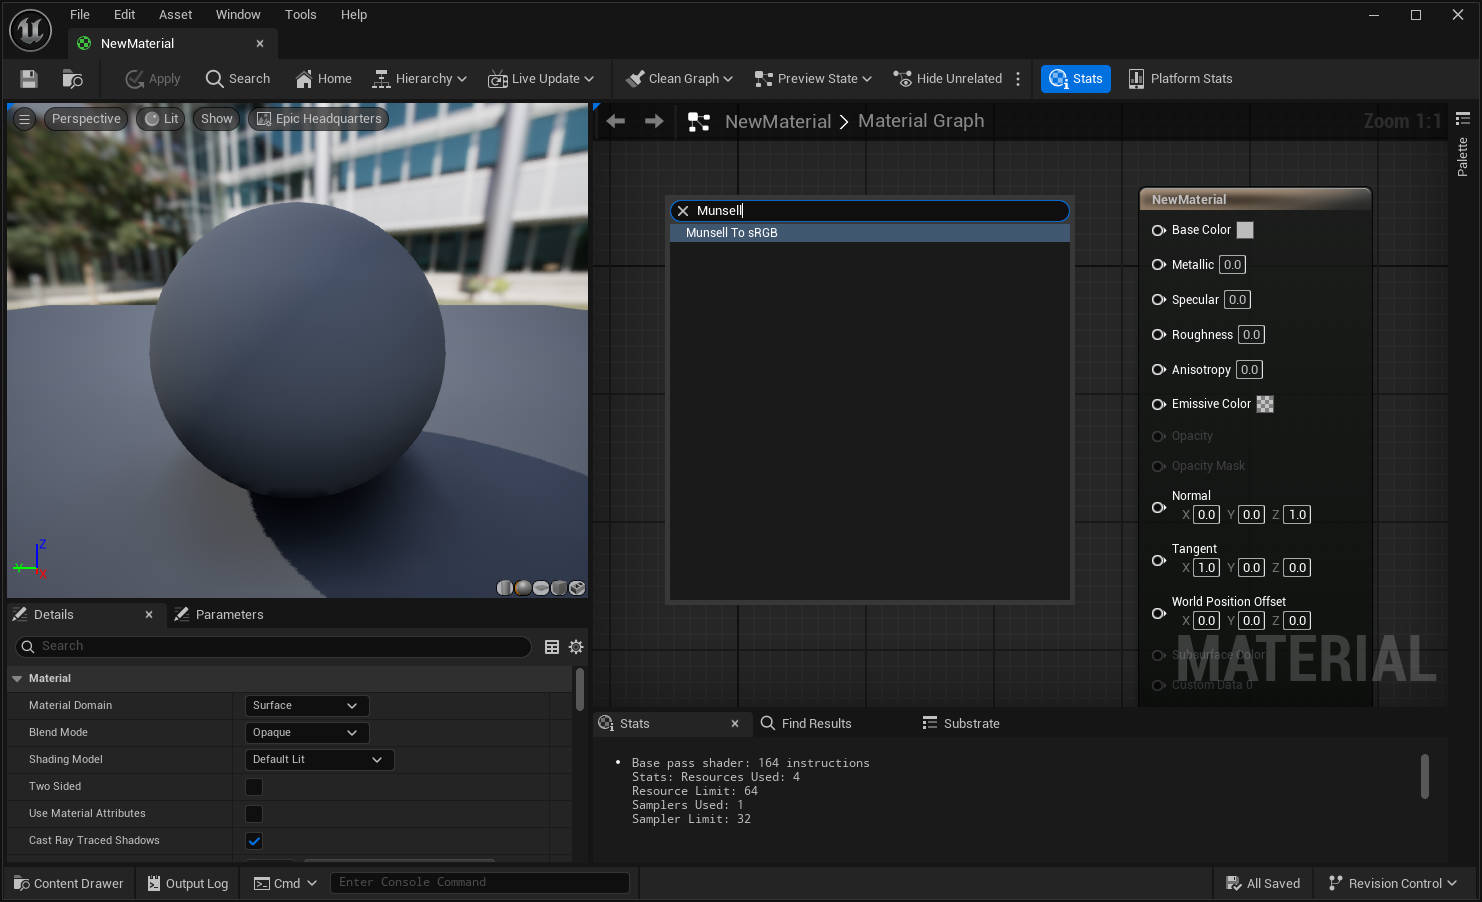 File Edit Asset Window Tools Help
NewMaterial
Apply Search Home Hierarchy Live Update Clean Graph Preview State Hide Unrelated Stats Platform Stats
Perspective Lit Show Epic Headquarters
NewMaterial > Material Graph
Zoom 1:1
Palette
Munsell
Munsell To sRGB
NewMaterial
Base Color
Metallic 0.0
Specular 0.0
Roughness 0.0
Anisotropy 0.0
Emissive Color
Opacity
Opacity Mask
Normal
X 0.0 Y 0.0 Z 1.0
Tangent
X 1.0 Y 0.0 Z 0.0
World Position Offset
X 0.0 Y 0.0 Z 0.0
Subsurface Color
Custom Data 0
MATERIAL
Z
Y
X
Details Parameters
Search
Material
Material Domain Surface
Blend Mode Opaque
Shading Model Default Lit
Two Sided
Use Material Attributes
Cast Ray Traced Shadows
Stats Find Results Substrate
Base pass shader: 164 instructions
Stats: Resources Used: 4
Resource Limit: 64
Samplers Used: 1
Sampler Limit: 32
Content Drawer Output Log Cmd Enter Console Command All Saved Revision Control